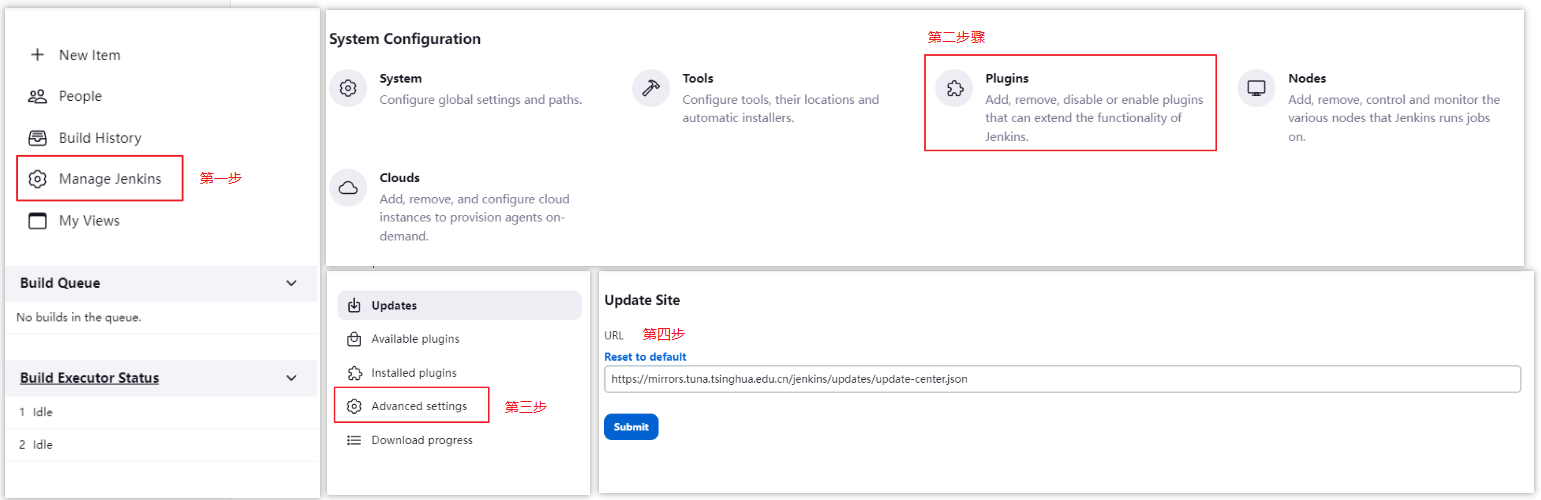 New Item
People
Build History
Manage Jenkins
第一步
My Views
Build Queue
No builds in the queue.
Build Executor Status
1 Idle
2 Idle
System Configuration
第二步骤
System
Configure global settings and paths.
Tools
Configure tools, their locations and
automatic installers.
Plugins
Add, remove, disable or enable plugins
that can extend the functionality of
Jenkins.
Nodes
Add, remove, control and monitor the
various nodes that Jenkins runs jobs
on.
Clouds
Add, remove, and configure cloud
instances to provision agents on-
demand.
Updates
Available plugins
Installed plugins
Advanced settings
第三步
Download progress
Update Site
URL
第四步
Reset to default
https://mirrors.tuna.tsinghua.edu.cn/jenkins/updates/update-center.json
Submit